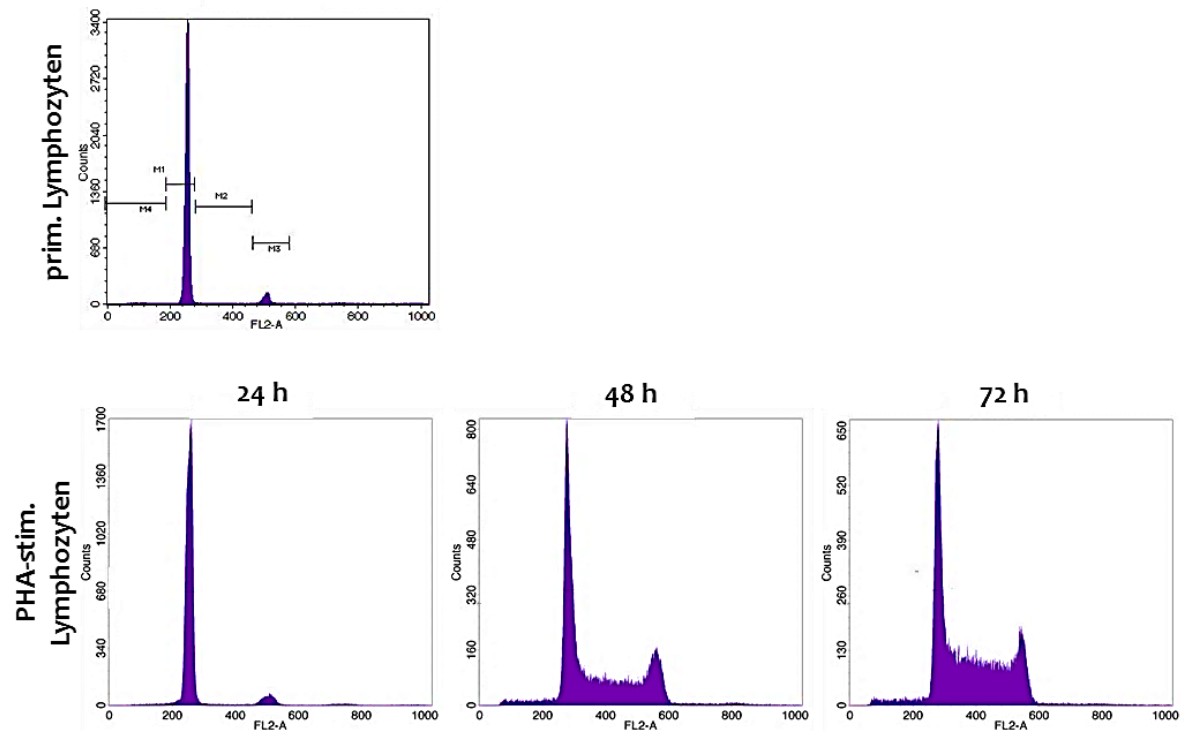 prim. Lymphozyten
Counts
3400
2720
2040
1360
680
0
M1
M2
M4
M3
0 200 400 600 800 1000
FL2-A
24 h
48 h
72 h
PHA-stim.
Lymphozyten
Counts
1700
1360
1020
680
340
0
0 200 400 600 800 1000
FL2-A
Counts
800
640
480
320
160
0
0 200 400 600 800 1000
FL2-A
Counts
650
520
390
260
130
0
0 200 400 600 800 1000
FL2-A